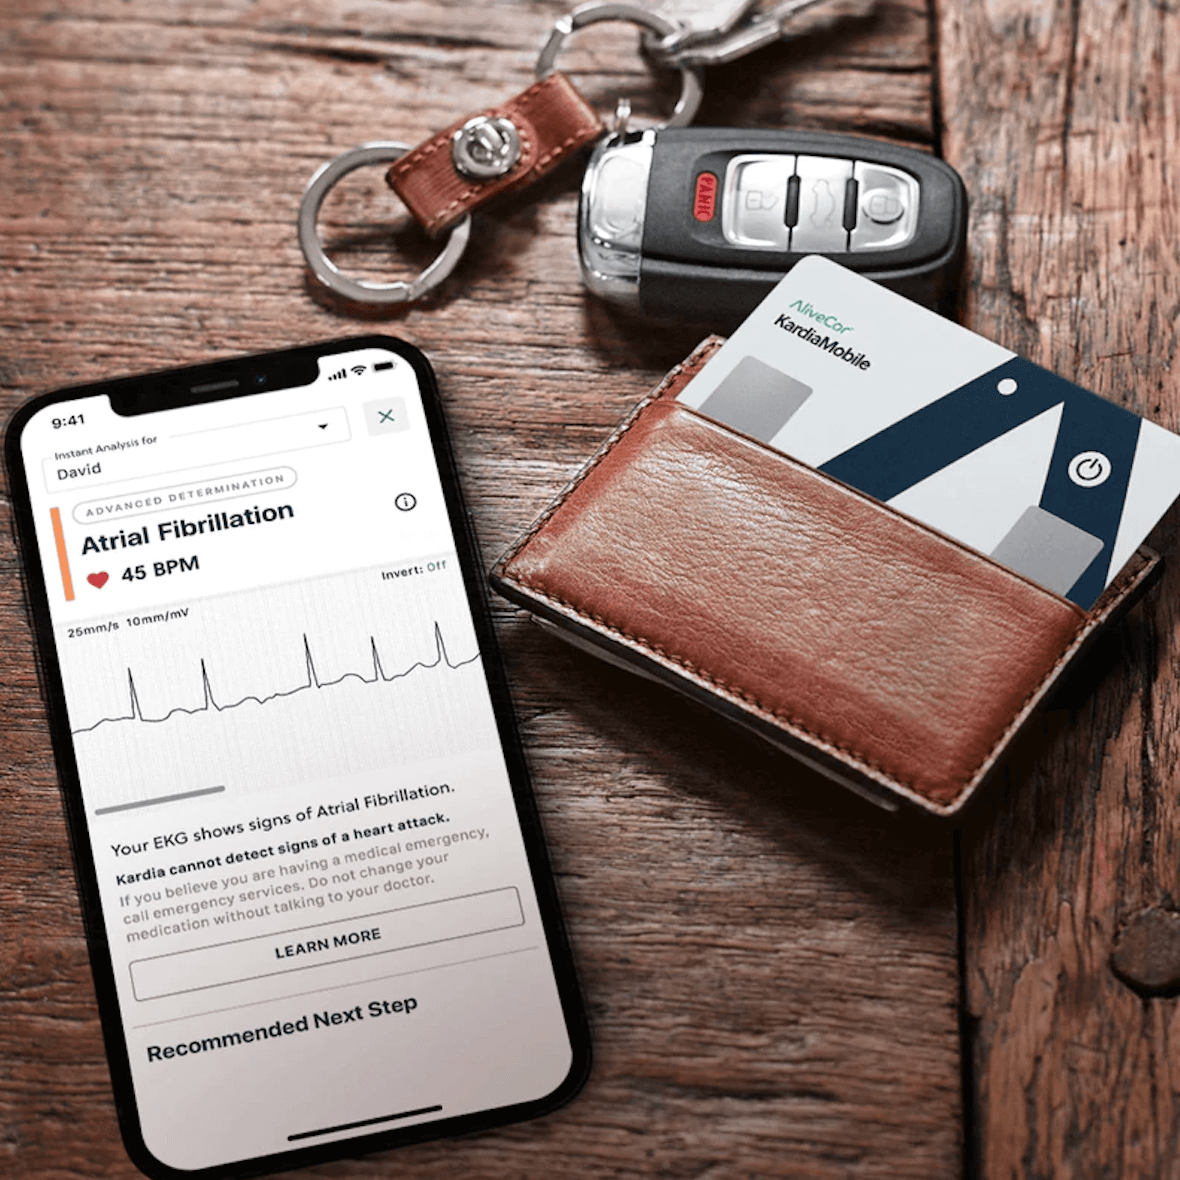 PANIC
AliveCor
KardiaMobile
9:41
Instant Analysis for
David
ADVANCED DETERMINATION
Atrial Fibrillation
45 BPM
Invert: Off
25mm/s 10mm/mV
Your EKG shows signs of Atrial Fibrillation.
Kardia cannot detect signs of a heart attack.
If you believe you are having a medical emergency,
call emergency services. Do not change your
medication without talking to your doctor.
LEARN MORE
Recommended Next Step